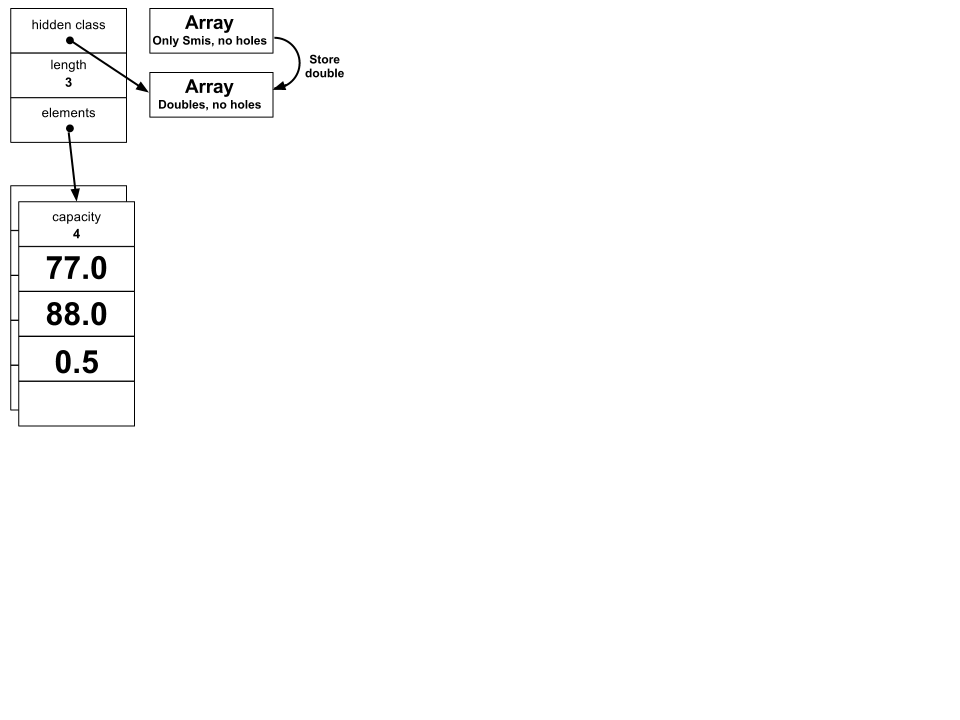 hidden class
length
3
elements
Array
Only Smis, no holes
Store
double
Array
Doubles, no holes
capacity
4
77.0
88.0
0.5